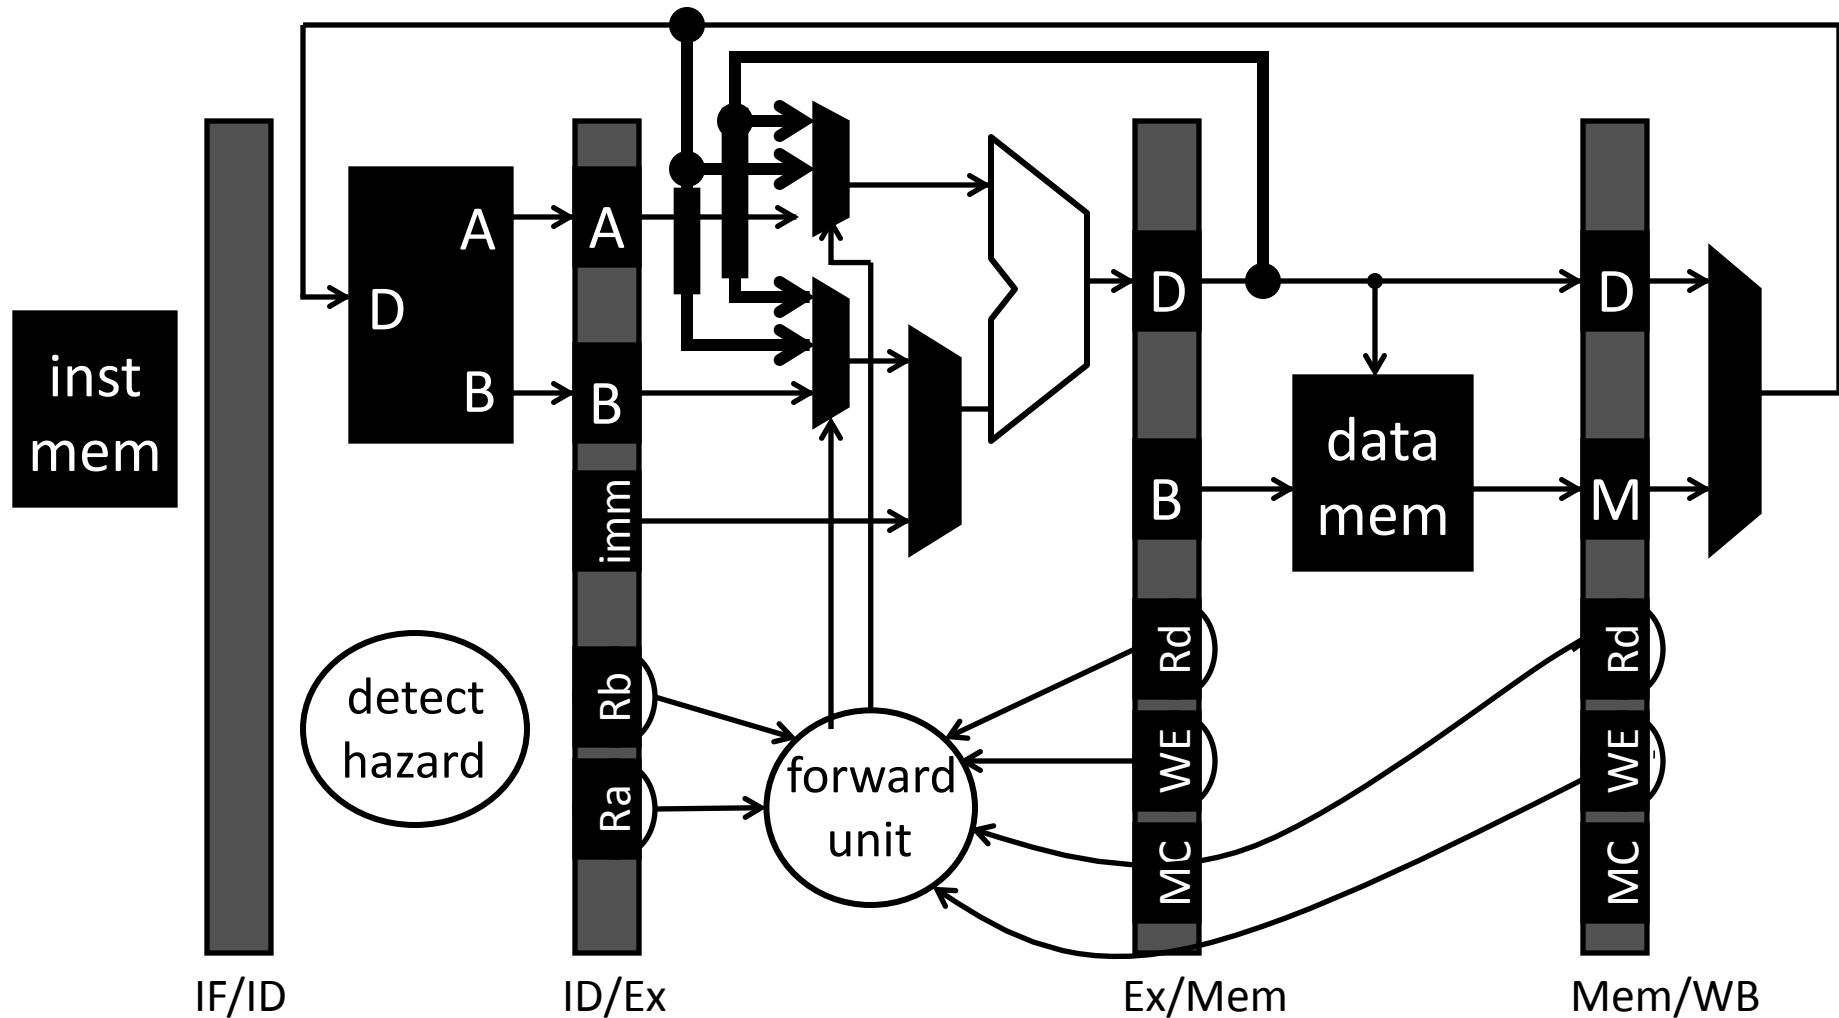 inst
mem
D
A
B
A
B
imm
Rb
Ra
detect
hazard
forward
unit
D
B
Rd
WE
MC
data
mem
D
M
Rd
WE
MC
IF/ID
ID/Ex
Ex/Mem
Mem/WB